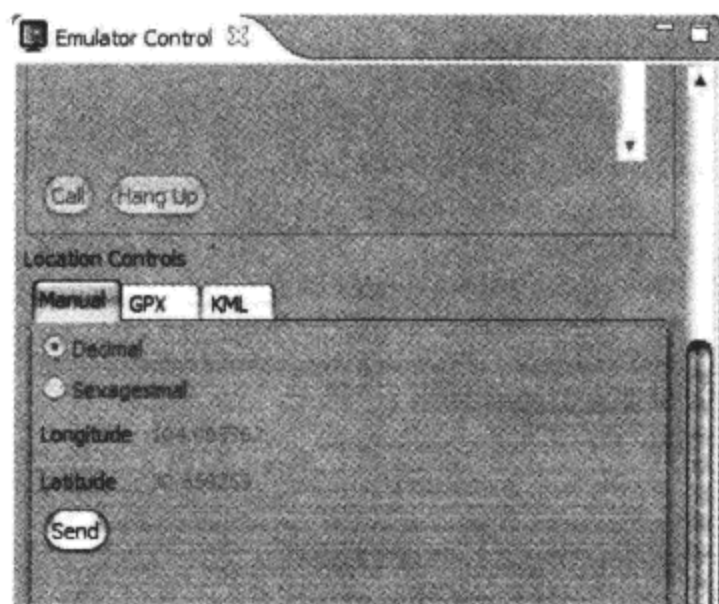 Emulator Control
Call Hang Up
Location Controls
Manual GPX KML
Decimal
Sexagesimal
Longitude
Latitude
Send